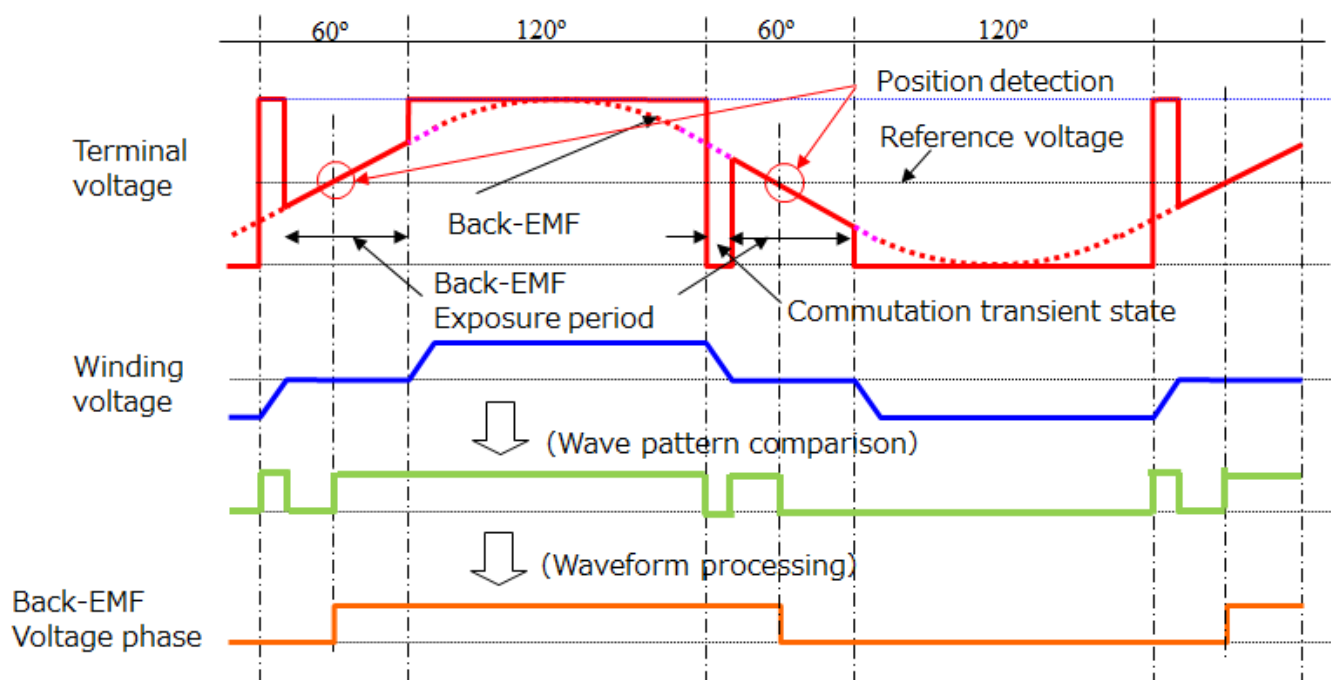 60°
120°
60°
120°
Position detection
Terminal
voltage
Reference voltage
Back-EMF
Back-EMF
Exposure period
Commutation transient state
Winding
voltage
(Wave pattern comparison)
(Waveform processing)
Back-EMF
Voltage phase